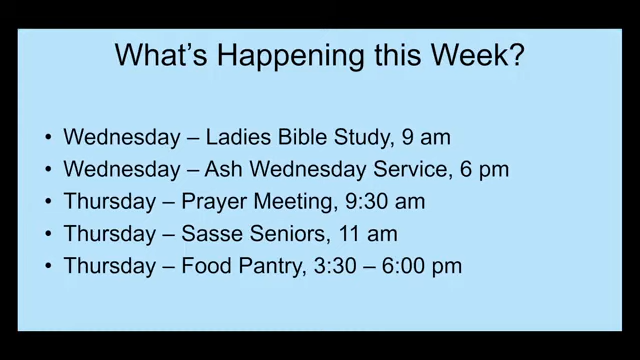 What’s Happening this Week?
• Wednesday – Ladies Bible Study, 9 am
• Wednesday – Ash Wednesday Service, 6 pm
• Thursday – Prayer Meeting, 9:30 am
• Thursday – Sasse Seniors, 11 am
• Thursday – Food Pantry, 3:30 – 6:00 pm